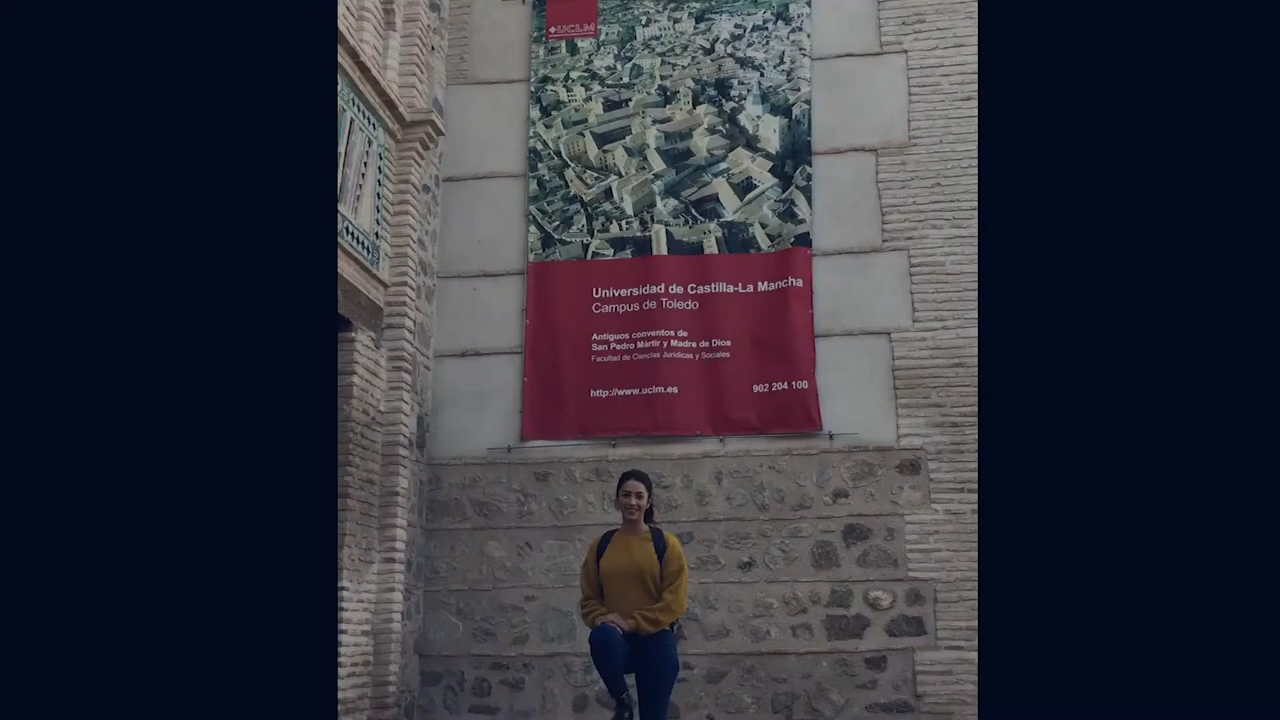 UCLM
Universidad de Castilla-La Mancha
Campus de Toledo
Antiguos conventos de
San Pedro Mártir y Madre de Dios
Facultad de Ciencias Jurídicas y Sociales
http://www.uclm.es
902 204 100